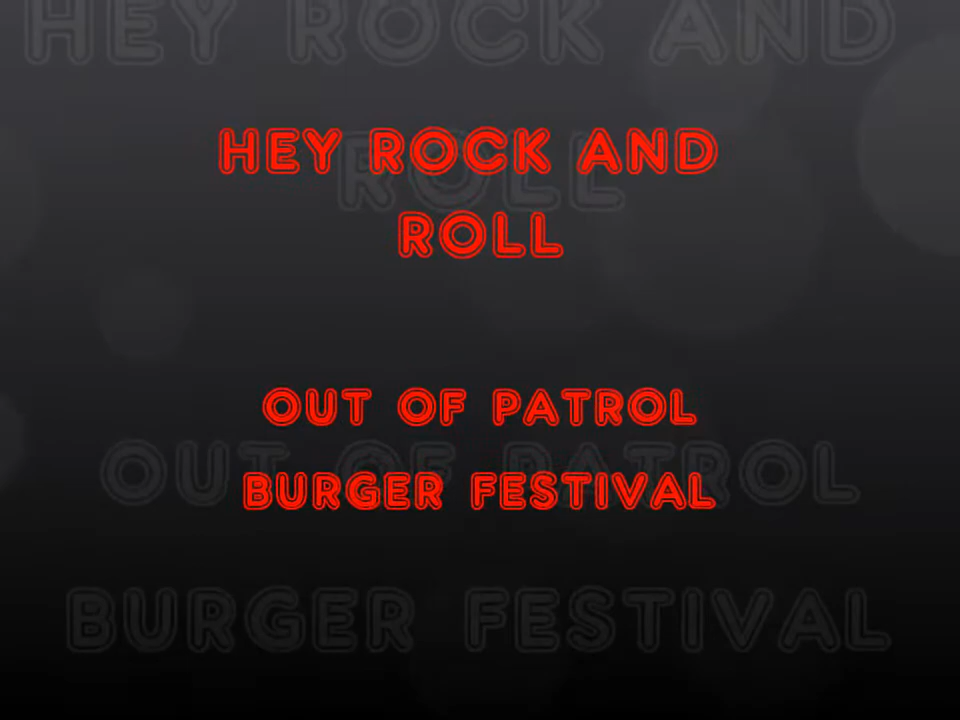 HEY ROCK AND
ROLL
OUT OF PATROL
BURGER FESTIVAL